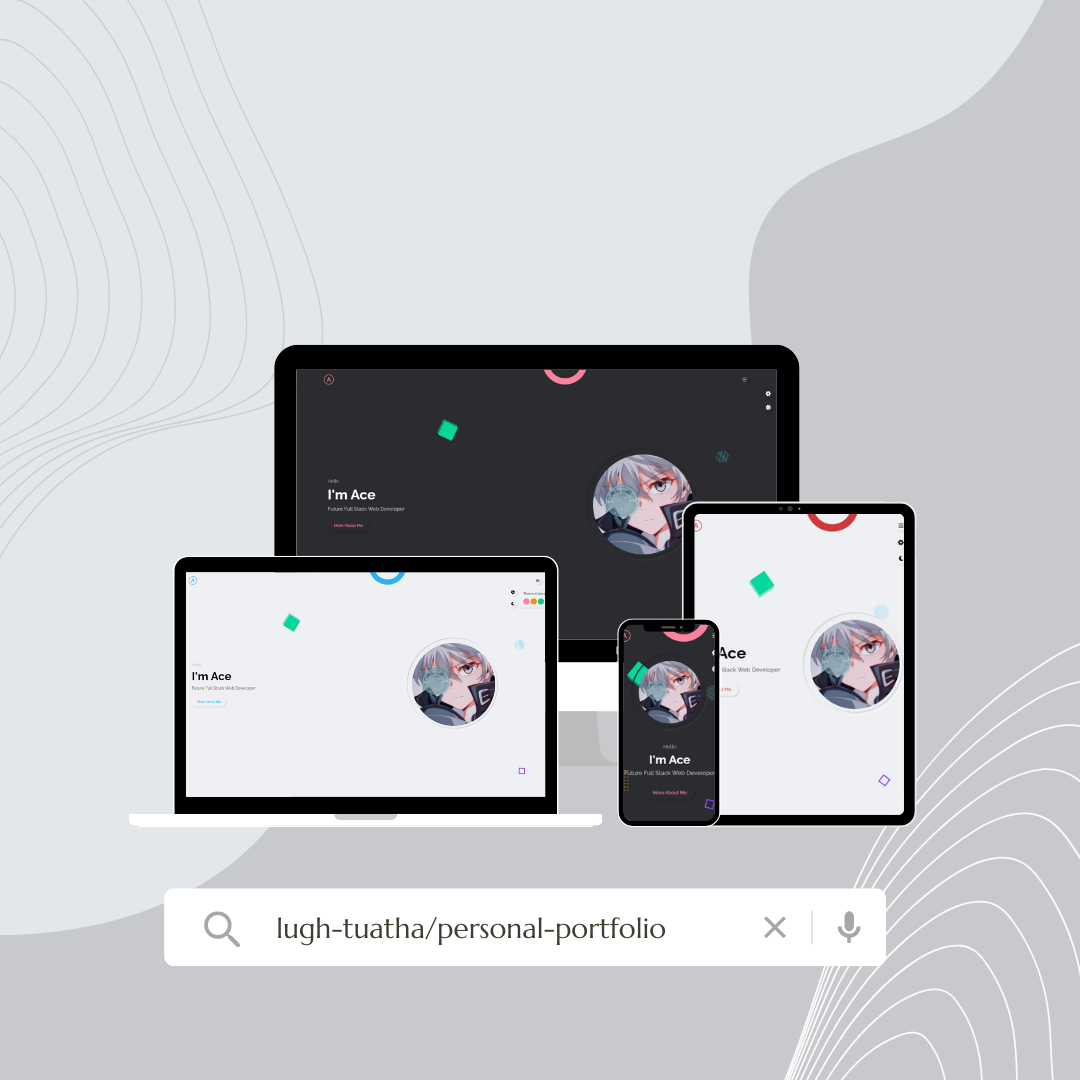 A
Hello
I'm Ace
Future Full Stack Web Developer
More About Me
A
Theme Colors
Hello
I'm Ace
Future Full Stack Web Developer
More About Me
A
Ace
Stack Web Developer
t Me
A
Hello
I'm Ace
Future Full Stack Web Developer
More About Me
lugh-tuatha/personal-portfolio